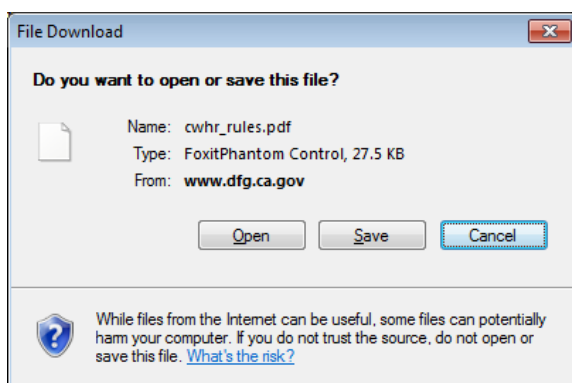 File Download
Do you want to open or save this file?
Name: cwhr_rules.pdf
Type: FoxitPhantom Control, 27.5 KB
From: www.dfg.ca.gov
Open Save Cancel
While files from the Internet can be useful, some files can potentially
harm your computer. If you do not trust the source, do not open or
save this file. What's the risk?